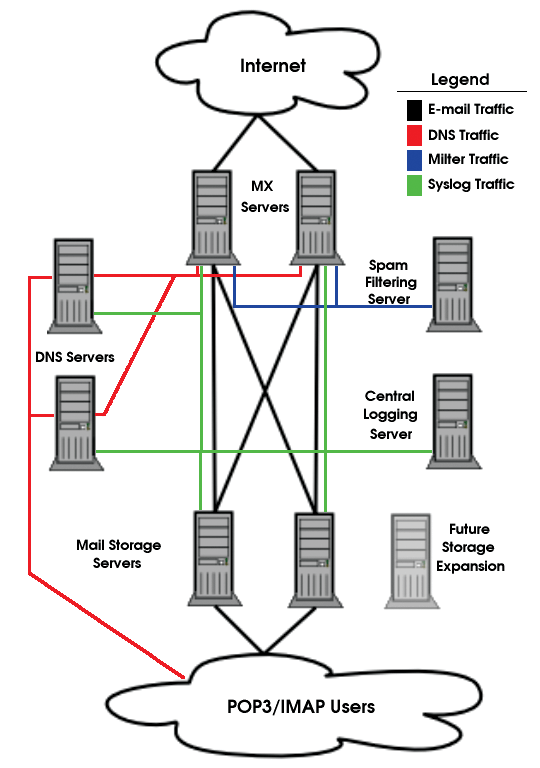 Internet
Legend
E-mail Traffic
DNS Traffic
Milter Traffic
Syslog Traffic
MX
Servers
Spam
Filtering
Server
DNS Servers
Central
Logging
Server
Mail Storage
Servers
Future
Storage
Expansion
POP3/IMAP Users